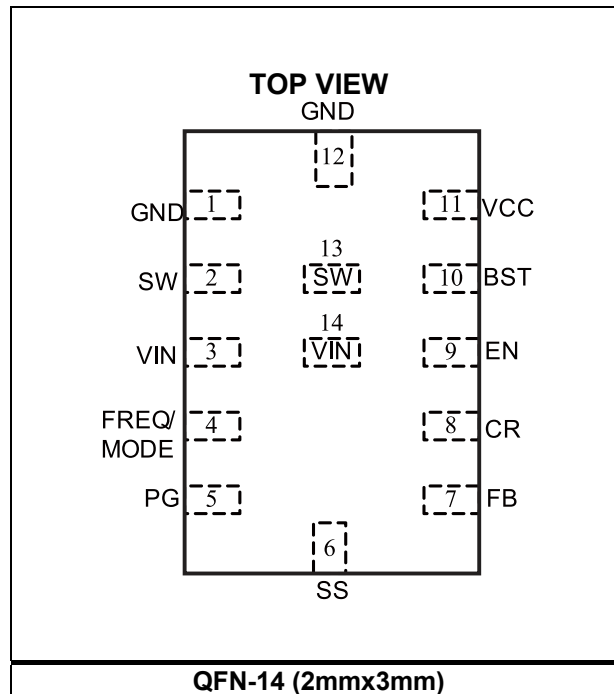 TOP VIEW
GND
12
GND 1
11 VCC
13
SW 2
SW
10 BST
14
VIN 3
VIN
9 EN
FREQ/
MODE
4
8 CR
PG 5
7 FB
6
SS
QFN-14 (2mmx3mm)